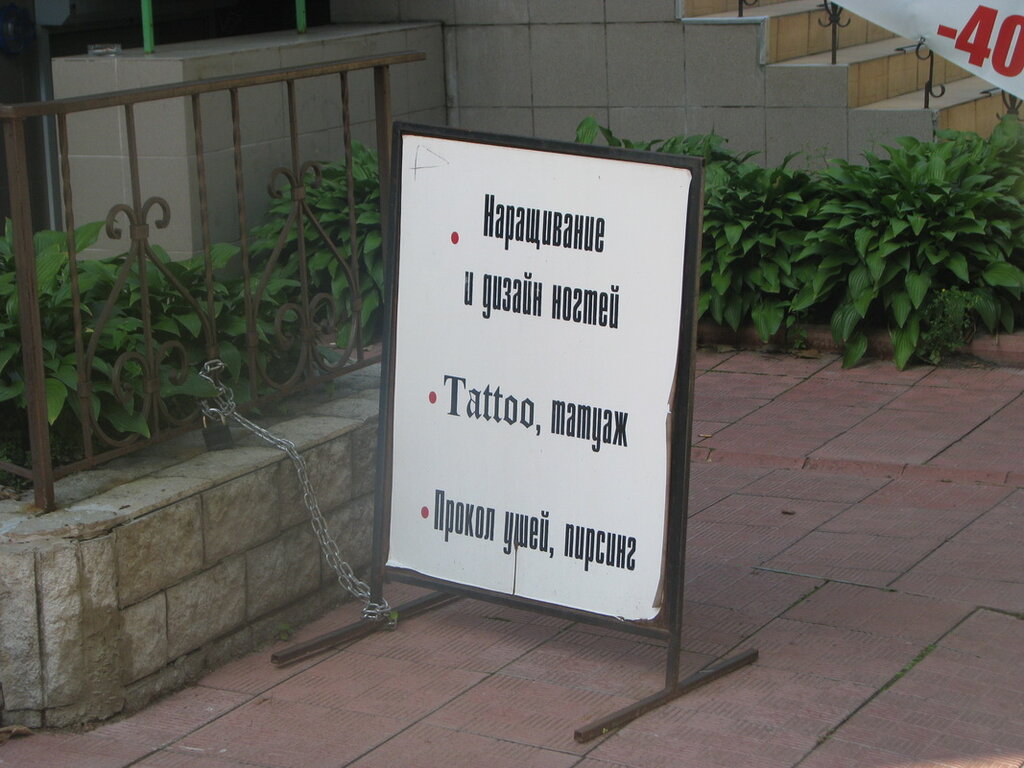 -40
Наращивание
и дизайн ногтей
Tattoo, татуаж
Прокол ушей, пирсинг